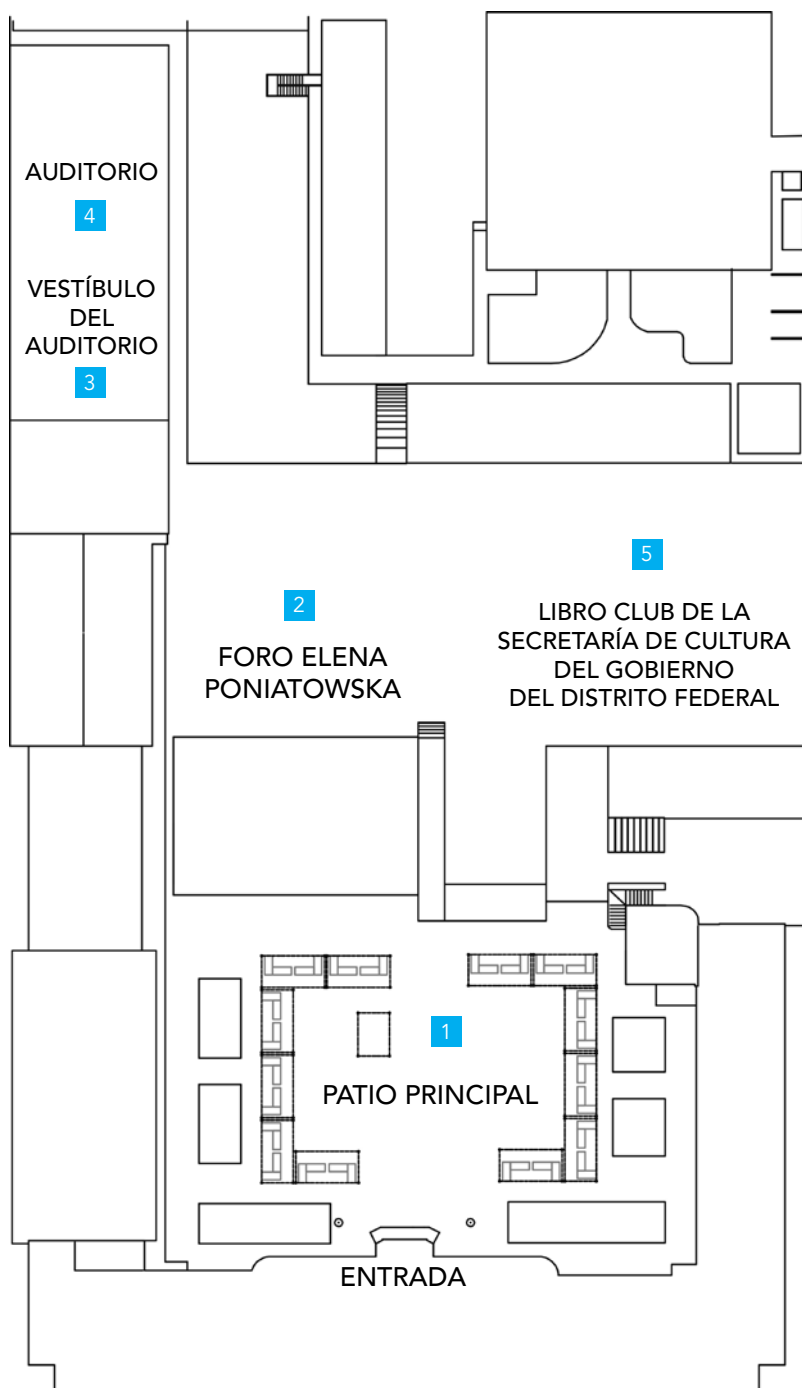 AUDITORIO
4
VESTÍBULO
DEL
AUDITORIO
3
5
LIBRO CLUB DE LA
SECRETARÍA DE CULTURA
DEL GOBIERNO
DEL DISTRITO FEDERAL
2
FORO ELENA
PONIATOWSKA
1
PATIO PRINCIPAL
ENTRADA